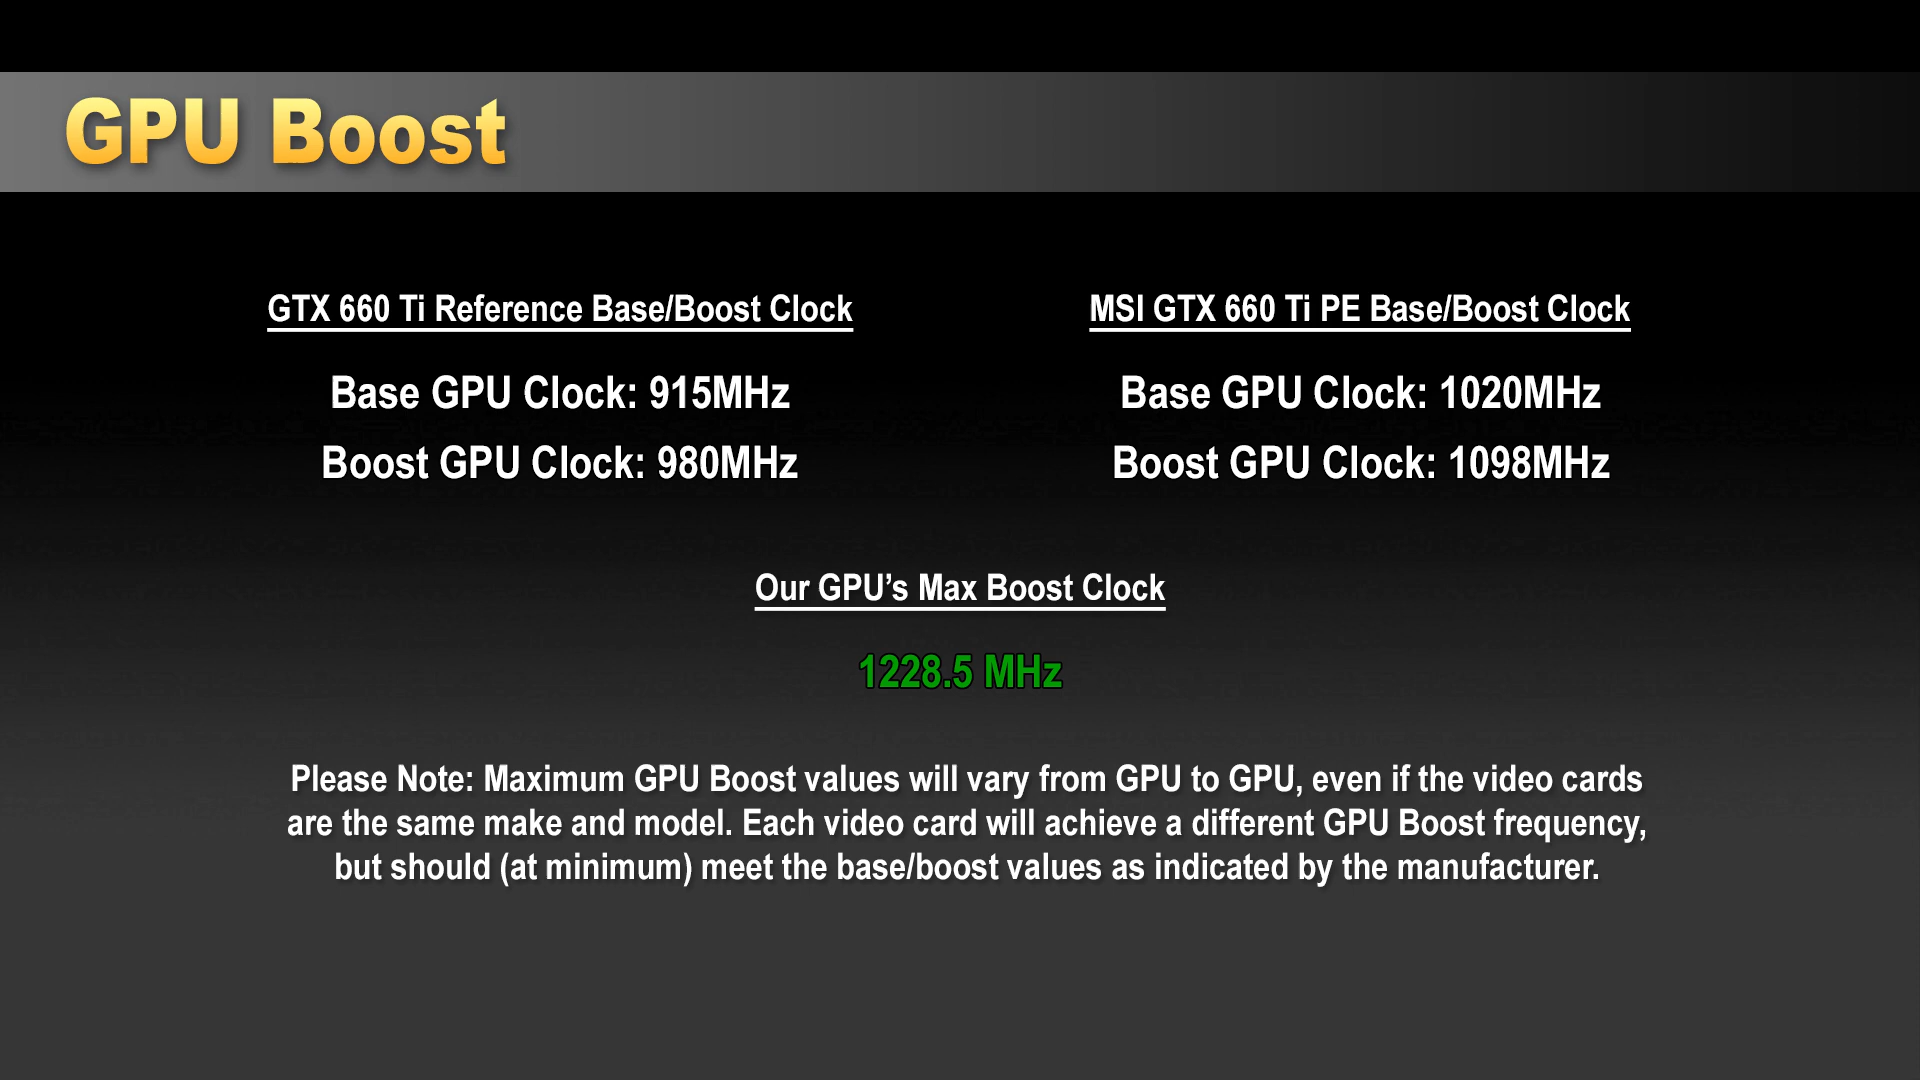 GPU Boost
GTX 660 Ti Reference Base/Boost Clock
Base GPU Clock: 915MHz
Boost GPU Clock: 980MHz
MSI GTX 660 Ti PE Base/Boost Clock
Base GPU Clock: 1020MHz
Boost GPU Clock: 1098MHz
Our GPU’s Max Boost Clock
1228.5 MHz
Please Note: Maximum GPU Boost values will vary from GPU to GPU, even if the video cards
are the same make and model. Each video card will achieve a different GPU Boost frequency,
but should (at minimum) meet the base/boost values as indicated by the manufacturer.